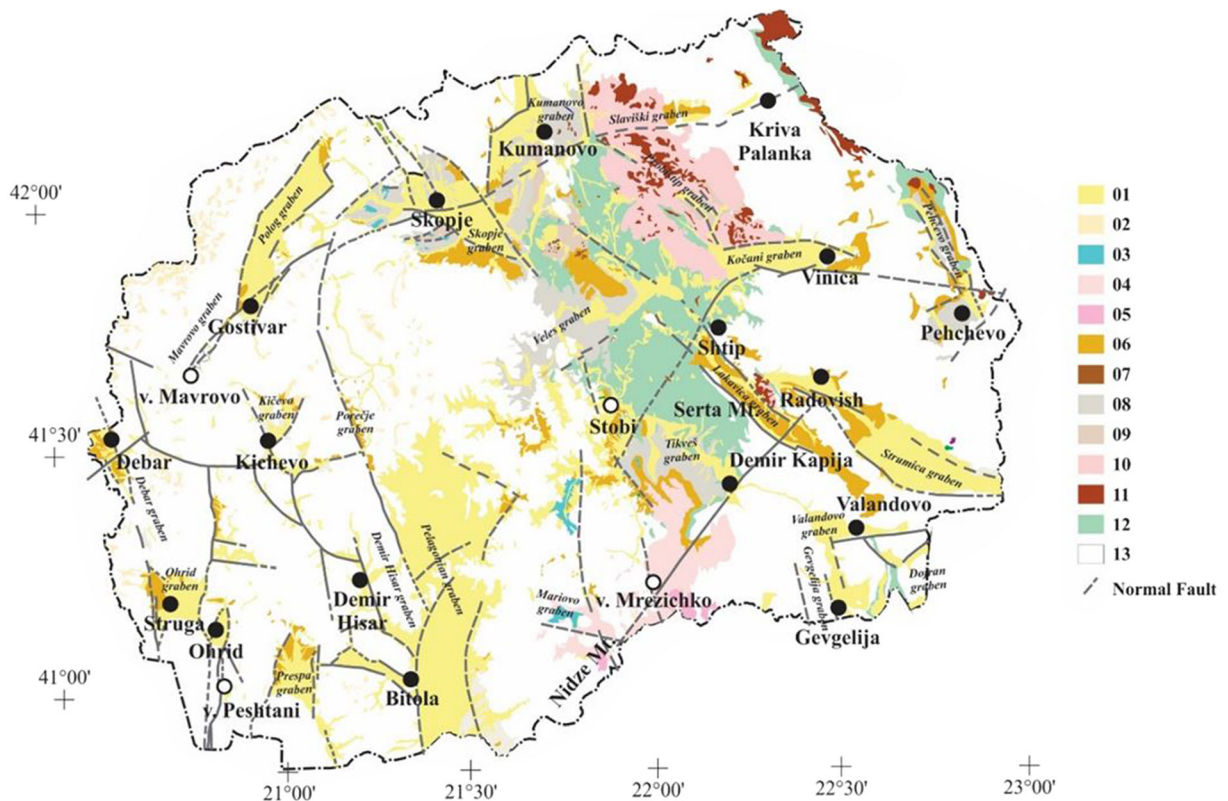 Kumanovo
graben
Slaviški graben
Kriva
Palanka
Kumanovo
42°00'
Polog graben
Skopje
Skopje
graben
Pehčevo graben
Kočani graben
Vinica
Gostivar
Mavrovo graben
Veles graben
Pehchevo
Shtip
v. Mavrovo
Lakavica graben
Radovish
Kičeva
graben
Porečje
graben
Serta Mt.
Stobi
41°30'
Debar
Kichevo
Tikveš
graben
Demir Kapija
Strumica graben
Debar graben
Valandovo
Valandovo
graben
Pelagonian graben
Demir Hisar graben
Gevgelija graben
Dojran
graben
Ohrid
graben
Struga
Demir
Hisar
Mariovo
graben
v. Mrezichko
Gevgelija
Ohrid
Nidze Mt.
41°00'
Prespa
graben
Bitola
v. Peshtani
21°00'
21°30'
22°00'
22°30'
23°00'
01
02
03
04
05
06
07
08
09
10
11
12
13
Normal Fault